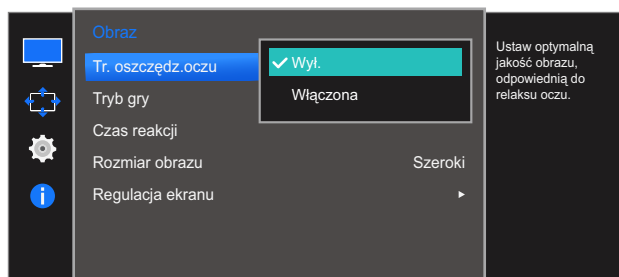 Obraz
Tr. oszczędz.oczu
Wył.
Włączona
Tryb gry
Czas reakcji
Rozmiar obrazu Szeroki
Regulacja ekranu
Ustaw optymalną
jakość obrazu,
odpowiednią do
relaksu oczu.